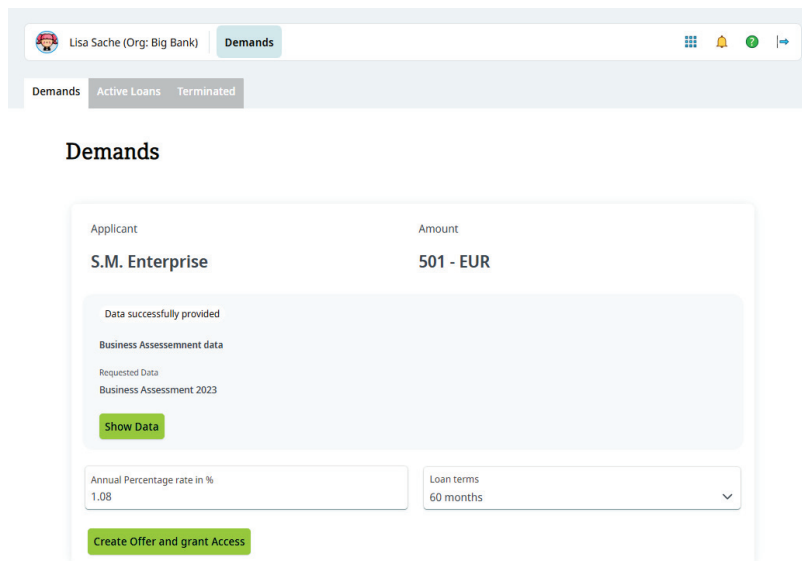 Lisa Sache (Org: Big Bank) Demands ?
Demands Active Loans Terminated
Demands
Applicant Amount
S.M. Enterprise 501 - EUR
Data successfully provided
Business Assessemnent data
Requested Data
Business Assessment 2023
Show Data
Annual Percentage rate in % Loan terms
1.08 60 months
Create Offer and grant Access